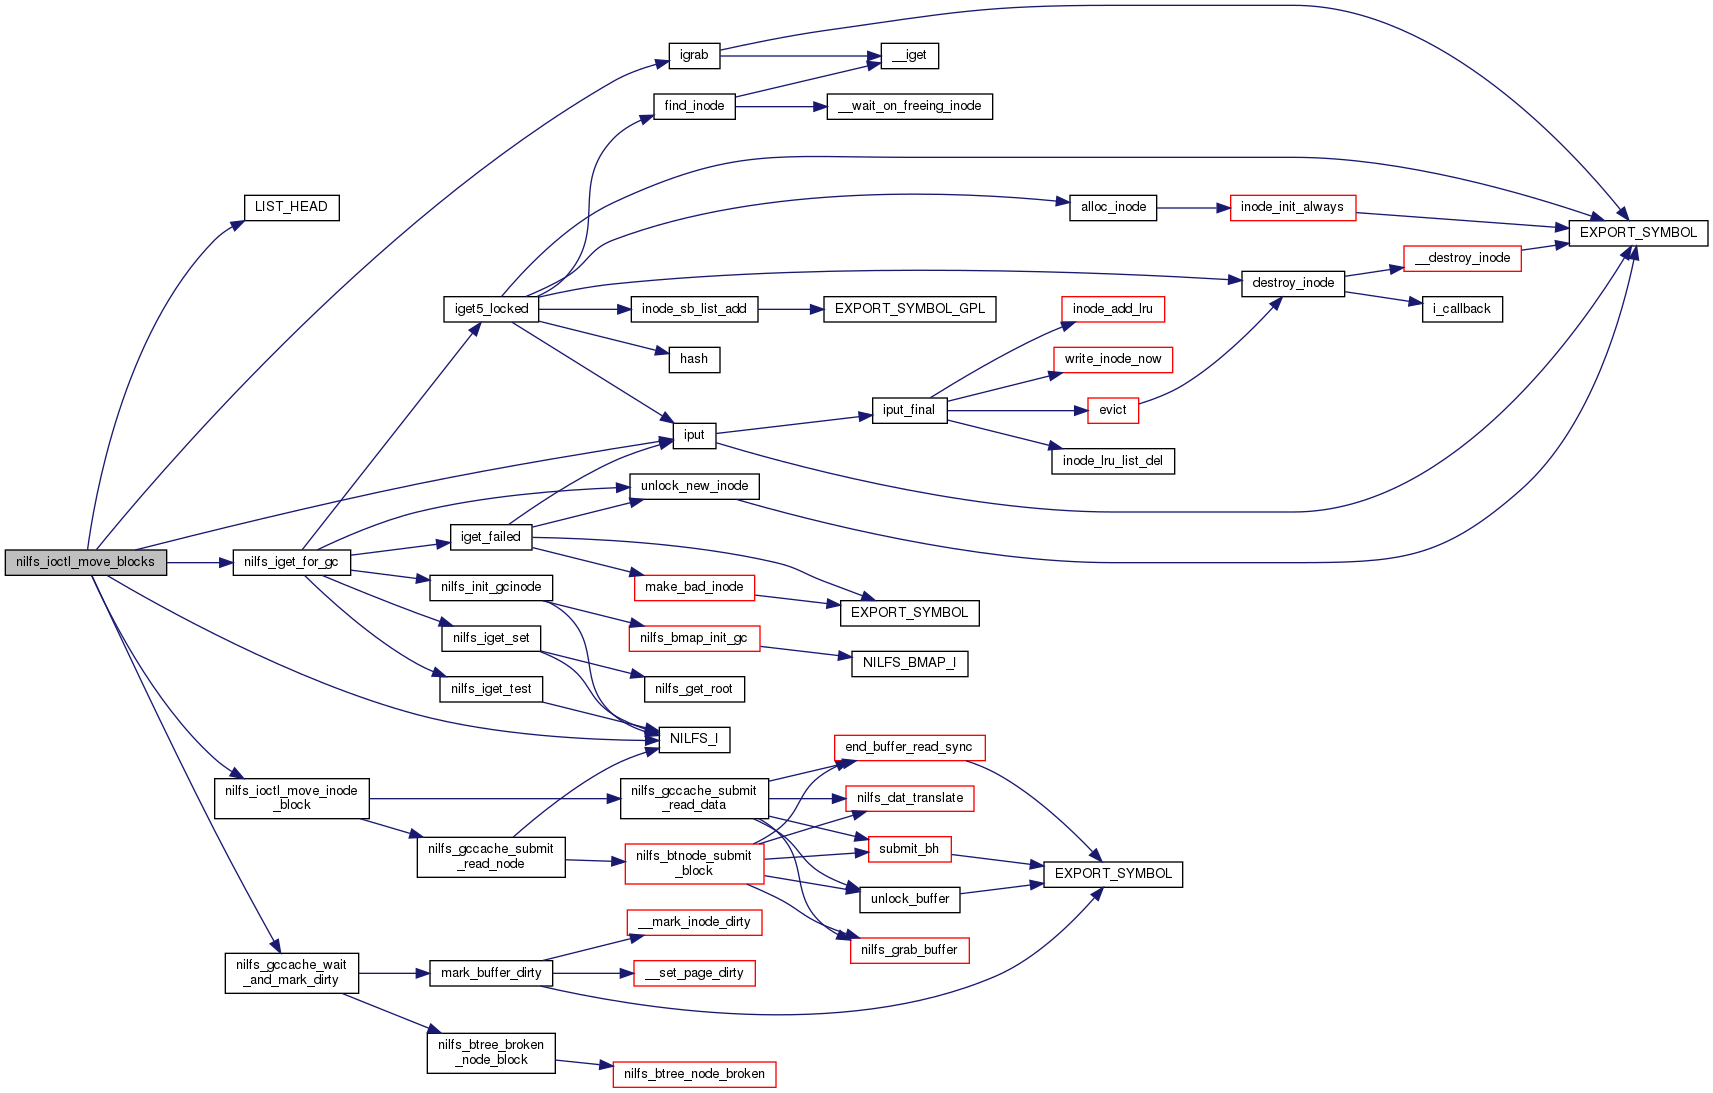 igrab
__iget
find_inode
__wait_on_freeing_inode
LIST_HEAD
alloc_inode
inode_init_always
EXPORT_SYMBOL
__destroy_inode
destroy_inode
i_callback
iget5_locked
inode_sb_list_add
EXPORT_SYMBOL_GPL
inode_add_lru
hash
write_inode_now
iput_final
evict
iput
inode_lru_list_del
unlock_new_inode
iget_failed
nilfs_ioctl_move_blocks
nilfs_iget_for_gc
nilfs_init_gcinode
make_bad_inode
EXPORT_SYMBOL
nilfs_iget_set
nilfs_bmap_init_gc
NILFS_BMAP_I
nilfs_iget_test
nilfs_get_root
NILFS_I
end_buffer_read_sync
nilfs_ioctl_move_inode
_block
nilfs_gccache_submit
_read_data
nilfs_dat_translate
nilfs_gccache_submit
_read_node
nilfs_btnode_submit
_block
submit_bh
EXPORT_SYMBOL
unlock_buffer
__mark_inode_dirty
nilfs_grab_buffer
nilfs_gccache_wait
_and_mark_dirty
mark_buffer_dirty
__set_page_dirty
nilfs_btree_broken
_node_block
nilfs_btree_node_broken